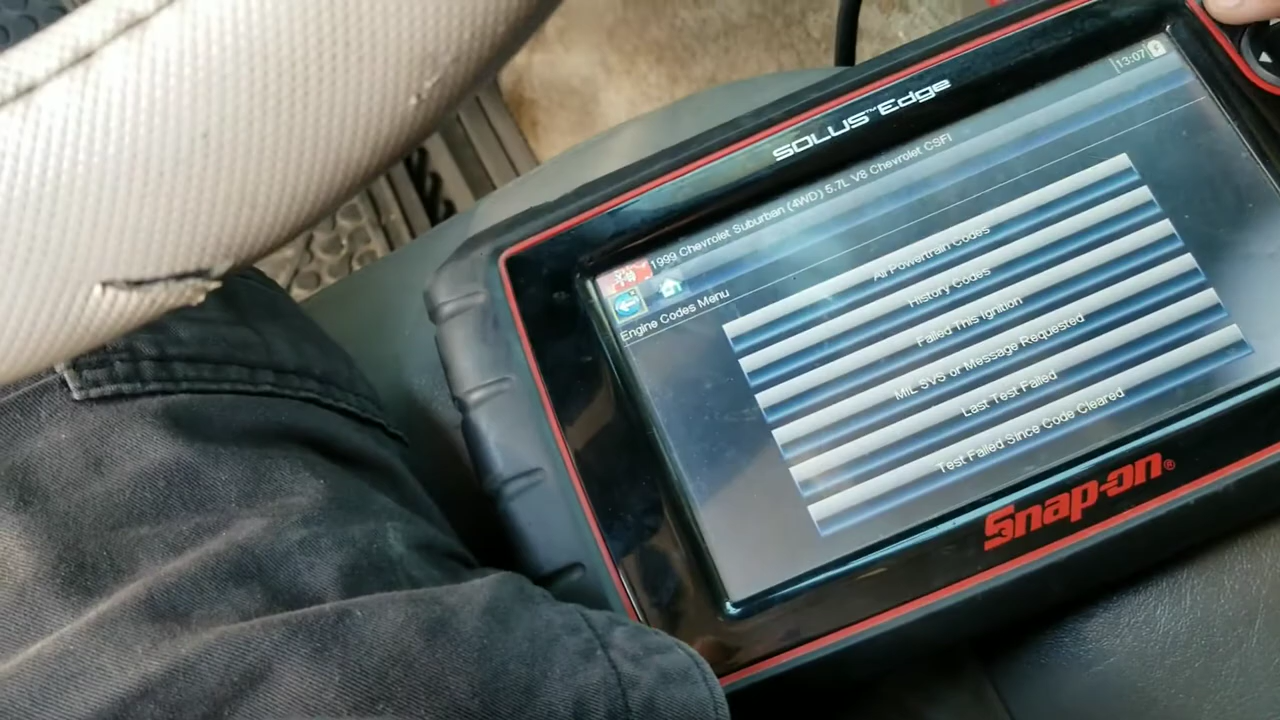 SOLUS™ Edge
13:07
1999 Chevrolet Suburban (4WD) 5.7L V8 Chevrolet CSFI
Engine Codes Menu
All Powertrain Codes
History Codes
Failed This Ignition
MIL SVS or Message Requested
Last Test Failed
Test Failed Since Code Cleared
Snap-on®